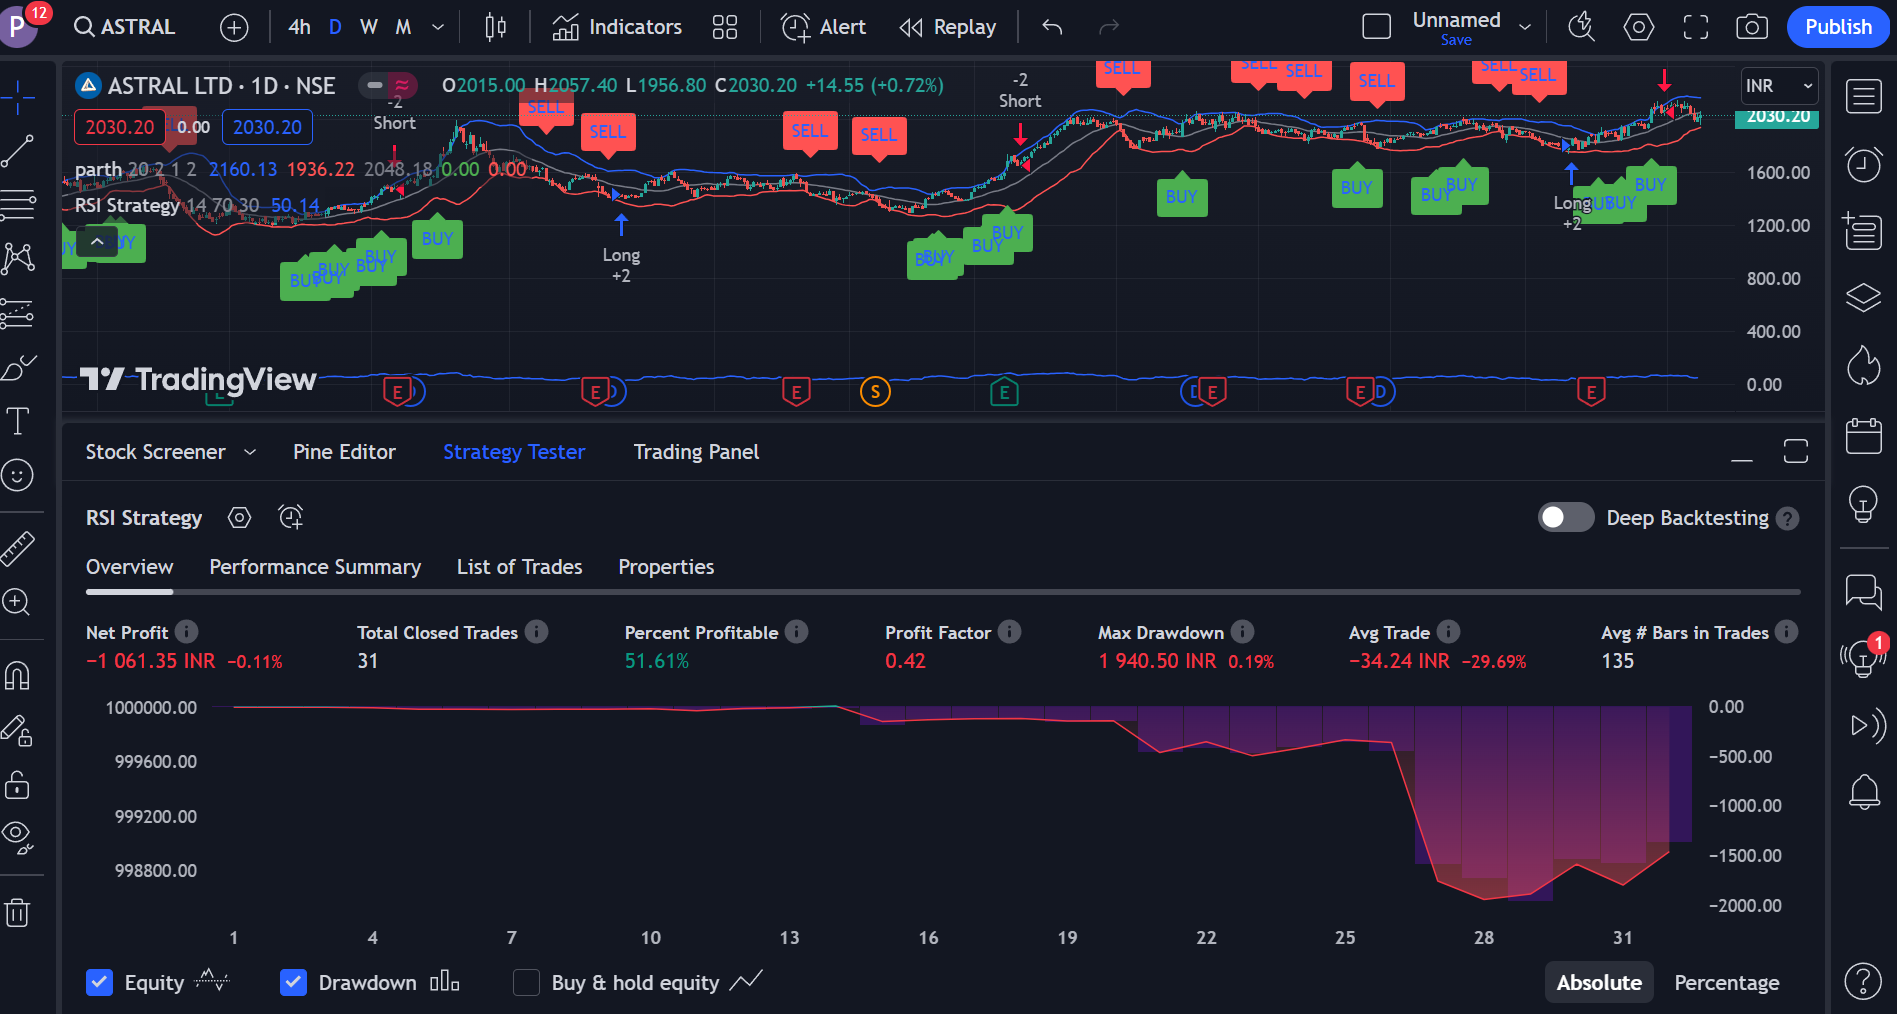 P 12 ASTRAL 4h D W M Indicators Alert Replay Unnamed Save Publish
ASTRAL LTD · 1D · NSE O2015.00 H2057.40 L1956.80 C2030.20 +14.55 (+0.72%) INR
2030.20 0.00 2030.20
parth 20 2 1 2 2160.13 1936.22 2048.18 0.00 0.00
RSI Strategy 14 70 30 50.14
-2
Short
SELL
SELL
SELL
SELL
-2
Short
SELL
SELL
SELL
SELL
SELL
SELL
BUY
BUY
BUY
BUY
BUY
BUY
BUY
Long
+2
BUY
BUY
BUY
BUY
BUY
BUY
BUY
BUY
Long
+2
BUY
BUY
2030.20
1600.00
1200.00
800.00
400.00
0.00
TradingView
E E E S E E E D E
Stock Screener Pine Editor Strategy Tester Trading Panel
RSI Strategy Deep Backtesting ?
Overview Performance Summary List of Trades Properties
Net Profit Total Closed Trades Percent Profitable Profit Factor Max Drawdown Avg Trade Avg # Bars in Trades
−1 061.35 INR −0.11% 31 51.61% 0.42 1 940.50 INR 0.19% −34.24 INR −29.69% 135
1000000.00 0.00
999600.00 −500.00
999200.00 −1000.00
998800.00 −1500.00
−2000.00
1 4 7 10 13 16 19 22 25 28 31
Equity Drawdown Buy & hold equity Absolute Percentage
1